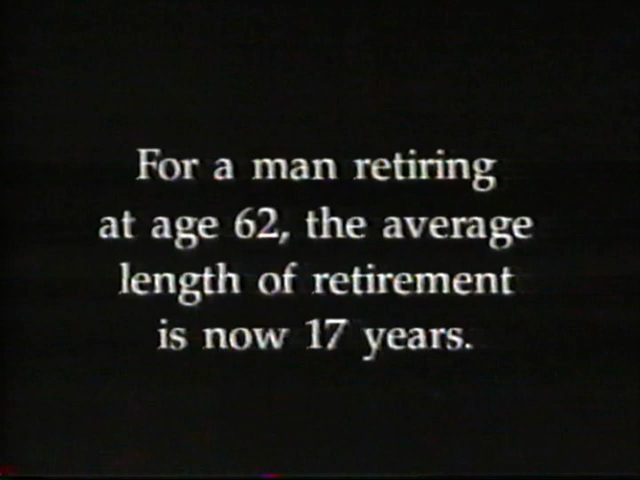 For a man retiring
at age 62, the average
length of retirement
is now 17 years.